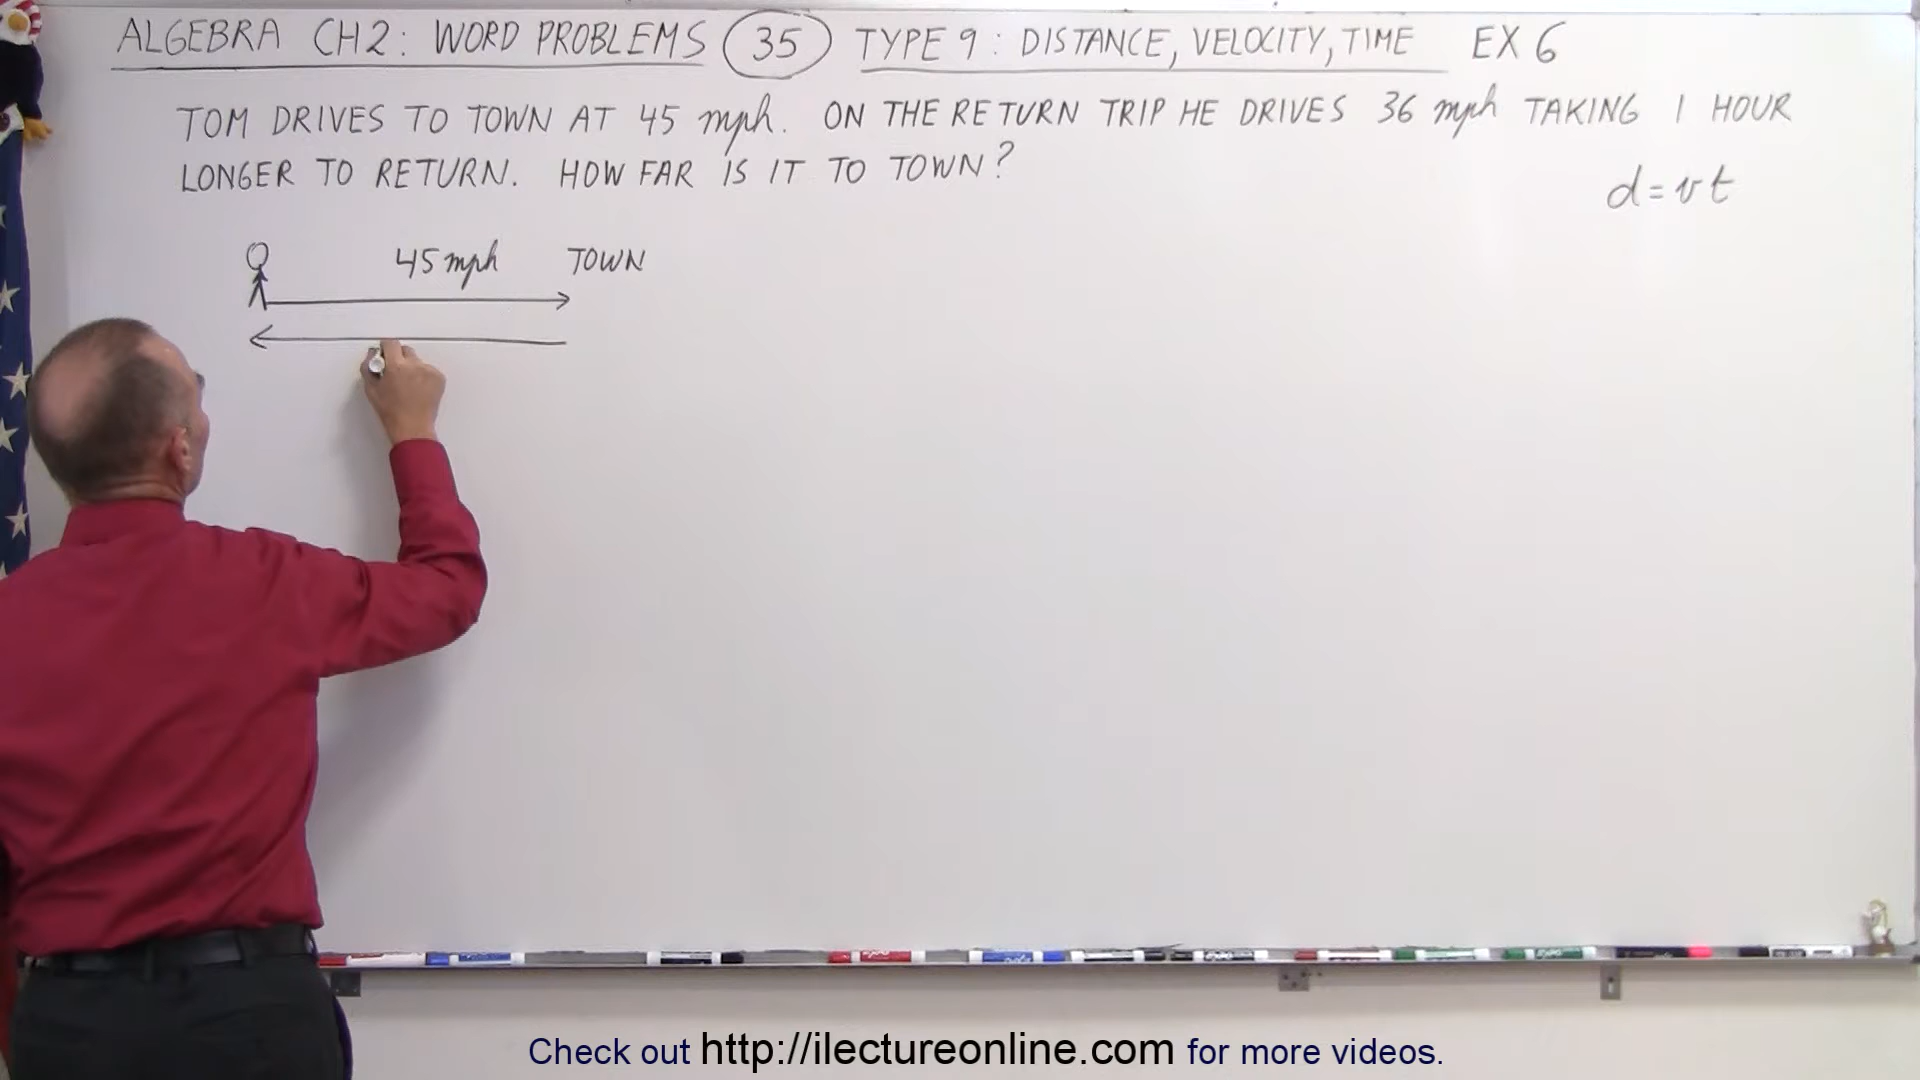 ALGEBRA CH2: WORD PROBLEMS 35 TYPE 9: DISTANCE, VELOCITY, TIME EX 6
TOM DRIVES TO TOWN AT 45 mph. ON THE RETURN TRIP HE DRIVES 36 mph TAKING 1 HOUR
LONGER TO RETURN. HOW FAR IS IT TO TOWN?
d=vt
45 mph TOWN
Check out http://ilectureonline.com for more videos.